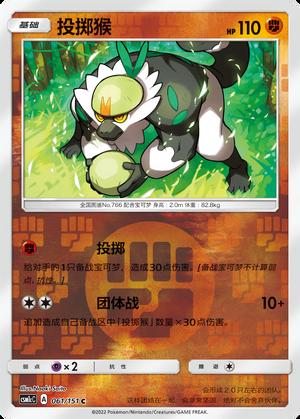 基础
投掷猴
HP 110
全国图鉴No.766 配合宝可梦 身高：2.0m 体重：82.8kg
投掷
给对手的1只备战宝可梦，造成30点伤害。[备战宝可梦不计算弱点、抗性。]
团体战 10+
追加造成自己备战区中「投掷猴」数量×30点伤害。
Illus. Naoki Saito
弱点 ×2 抗性 撤退
csm1cC A 061/151 C
©2022 Pokémon/Nintendo/Creatures/GAME FREAK.